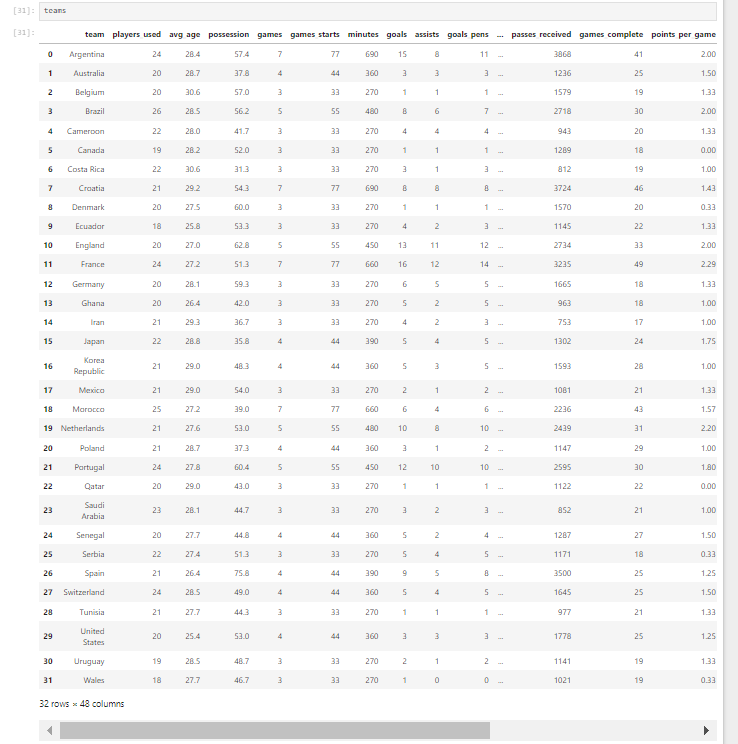 [31]: teams
[31]:
team players used avg age possession games games starts minutes goals assists goals pens ... passes received games complete points per game
0 Argentina 24 28.4 57.4 7 77 690 15 8 11 ... 3868 41 2.00
1 Australia 20 28.7 37.8 4 44 360 3 3 3 ... 1236 25 1.50
2 Belgium 20 30.6 57.0 3 33 270 1 1 1 ... 1579 19 1.33
3 Brazil 26 28.5 56.2 5 55 480 8 6 7 ... 2718 30 2.00
4 Cameroon 22 28.0 41.7 3 33 270 4 4 4 ... 943 20 1.33
5 Canada 19 28.2 52.0 3 33 270 1 1 1 ... 1289 18 0.00
6 Costa Rica 22 30.6 31.3 3 33 270 3 1 3 ... 812 19 1.00
7 Croatia 21 29.2 54.3 7 77 690 8 8 8 ... 3724 46 1.43
8 Denmark 20 27.5 60.0 3 33 270 1 1 1 ... 1570 20 0.33
9 Ecuador 18 25.8 53.3 3 33 270 4 2 3 ... 1145 22 1.33
10 England 20 27.0 62.8 5 55 450 13 11 12 ... 2734 33 2.00
11 France 24 27.2 51.3 7 77 660 16 12 14 ... 3235 49 2.29
12 Germany 20 28.1 59.3 3 33 270 6 5 5 ... 1665 18 1.33
13 Ghana 20 26.4 42.0 3 33 270 5 2 5 ... 963 18 1.00
14 Iran 21 29.3 36.7 3 33 270 4 2 3 ... 753 17 1.00
15 Japan 22 28.8 35.8 4 44 390 5 4 5 ... 1302 24 1.75
16 Korea
Republic 21 29.0 48.3 4 44 360 5 3 5 ... 1593 28 1.00
17 Mexico 21 29.0 54.0 3 33 270 2 1 2 ... 1081 21 1.33
18 Morocco 25 27.2 39.0 7 77 660 6 4 6 ... 2236 43 1.57
19 Netherlands 21 27.6 53.0 5 55 480 10 8 10 ... 2439 31 2.20
20 Poland 21 28.7 37.3 4 44 360 3 1 2 ... 1147 29 1.00
21 Portugal 24 27.8 60.4 5 55 450 12 10 10 ... 2595 30 1.80
22 Qatar 20 29.0 43.0 3 33 270 1 1 1 ... 1122 22 0.00
23 Saudi
Arabia 23 28.1 44.7 3 33 270 3 2 3 ... 852 21 1.00
24 Senegal 20 27.7 44.8 4 44 360 5 2 4 ... 1287 27 1.50
25 Serbia 22 27.4 51.3 3 33 270 5 4 5 ... 1171 18 0.33
26 Spain 21 26.4 75.8 4 44 390 9 5 8 ... 3500 25 1.25
27 Switzerland 24 28.5 49.0 4 44 360 5 4 5 ... 1645 25 1.50
28 Tunisia 21 27.7 44.3 3 33 270 1 1 1 ... 977 21 1.33
29 United
States 20 25.4 53.0 4 44 360 3 3 3 ... 1778 25 1.25
30 Uruguay 19 28.5 48.7 3 33 270 2 1 2 ... 1141 19 1.33
31 Wales 18 27.7 46.7 3 33 270 1 0 0 ... 1021 19 0.33
32 rows × 48 columns